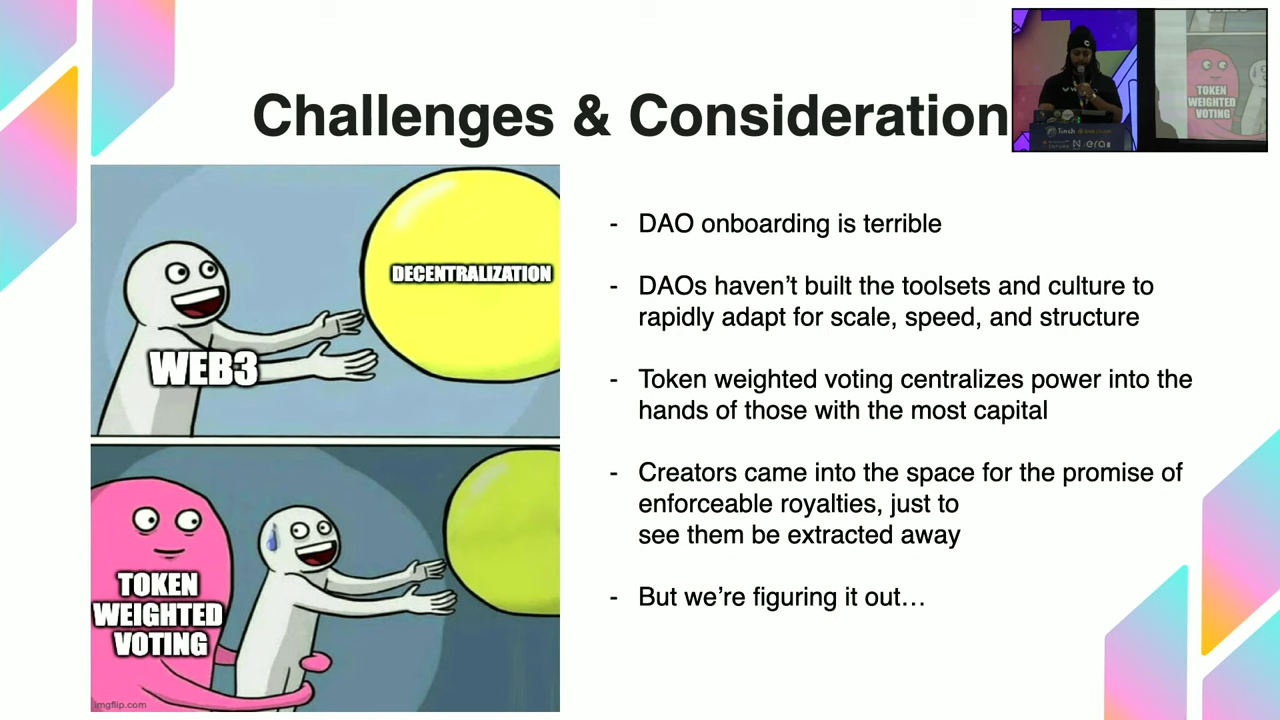 Challenges & Consideration
DECENTRALIZATION
WEB3
TOKEN
WEIGHTED
VOTING
imgflip.com
- DAO onboarding is terrible
- DAOs haven’t built the toolsets and culture to
rapidly adapt for scale, speed, and structure
- Token weighted voting centralizes power into the
hands of those with the most capital
- Creators came into the space for the promise of
enforceable royalties, just to
see them be extracted away
- But we’re figuring it out…
TOKEN
WEIGHTED
VOTING
1inch